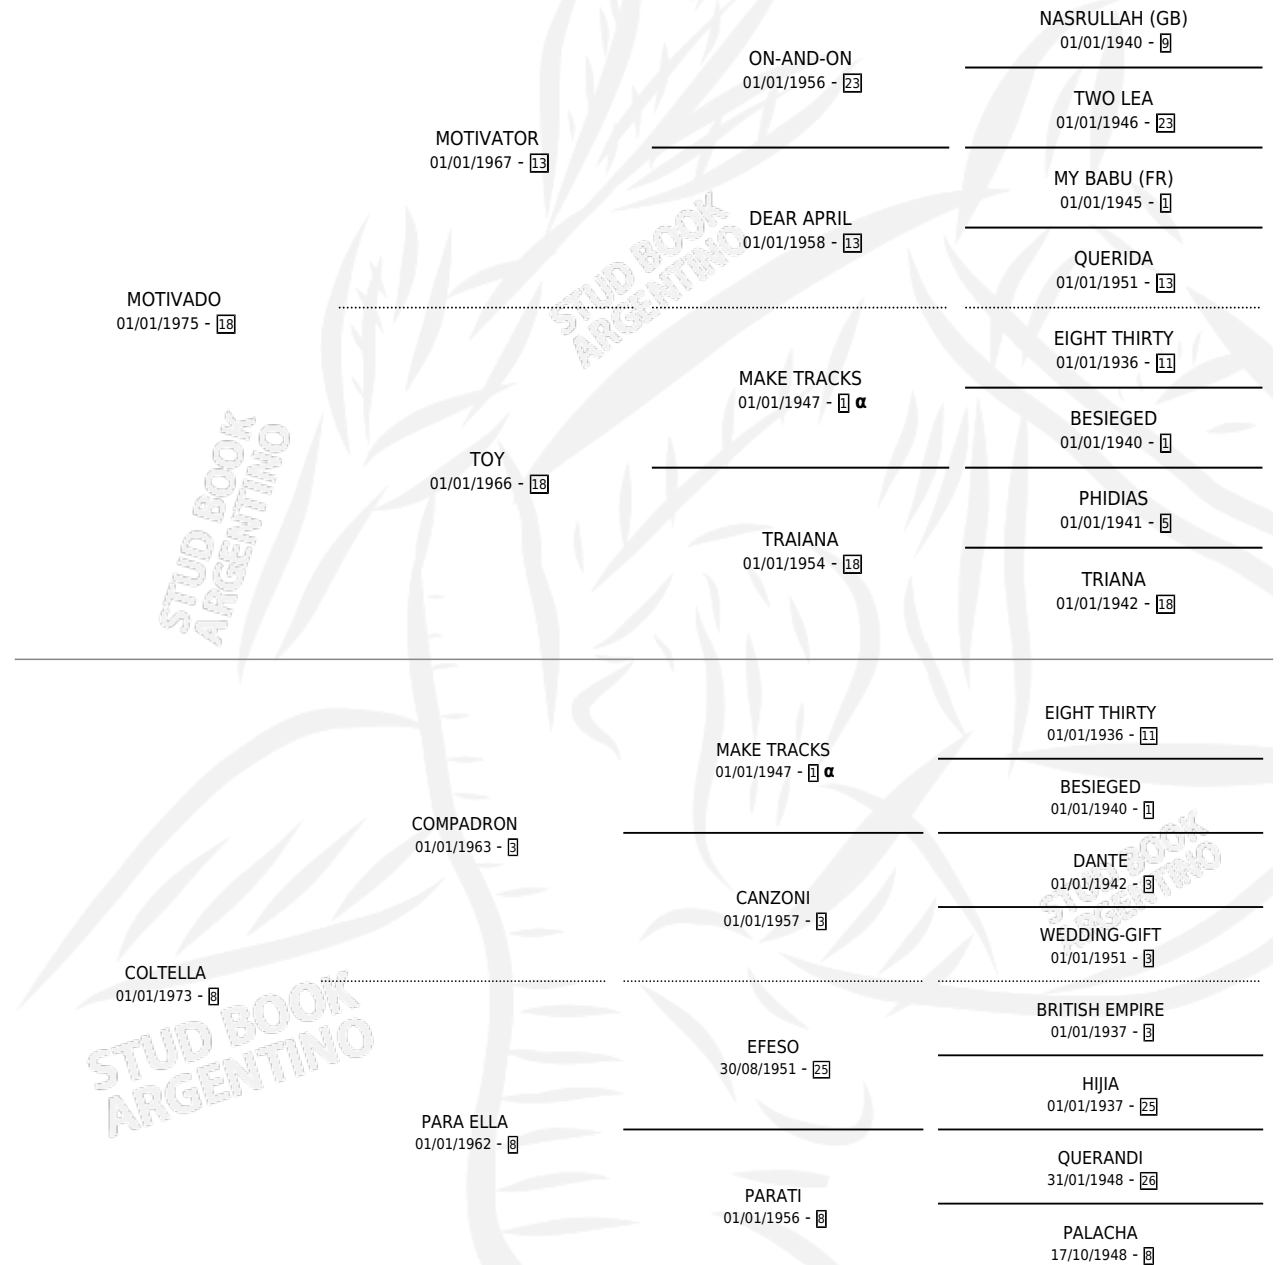 NASRULLAH (GB)
01/01/1940 - 9
ON-AND-ON
01/01/1956 - 23
TWO LEA
01/01/1946 - 23
MOTIVATOR
01/01/1967 - 13
MY BABU (FR)
01/01/1945 - 1
DEAR APRIL
01/01/1958 - 13
QUERIDA
01/01/1951 - 13
MOTIVADO
01/01/1975 - 18
EIGHT THIRTY
01/01/1936 - 11
MAKE TRACKS
01/01/1947 - 1 α
BESIEGED
01/01/1940 - 1
TOY
01/01/1966 - 18
PHIDIAS
01/01/1941 - 5
TRAIANA
01/01/1954 - 18
TRIANA
01/01/1942 - 18
EIGHT THIRTY
01/01/1936 - 11
MAKE TRACKS
01/01/1947 - 1 α
BESIEGED
01/01/1940 - 1
COMPADRON
01/01/1963 - 3
DANTE
01/01/1942 - 3
CANZONI
01/01/1957 - 3
WEDDING-GIFT
01/01/1951 - 3
COLTELLA
01/01/1973 - 8
BRITISH EMPIRE
01/01/1937 - 3
EFESO
30/08/1951 - 25
HIJIA
01/01/1937 - 25
PARA ELLA
01/01/1962 - 8
QUERANDI
31/01/1948 - 26
PARATI
01/01/1956 - 8
PALACHA
17/10/1948 - 8
STUD BOOK
ARGENTINO
STUD BOOK
ARGENTINO
STUD BOOK
ARGENTINO
STUD BOOK
ARGENTINO